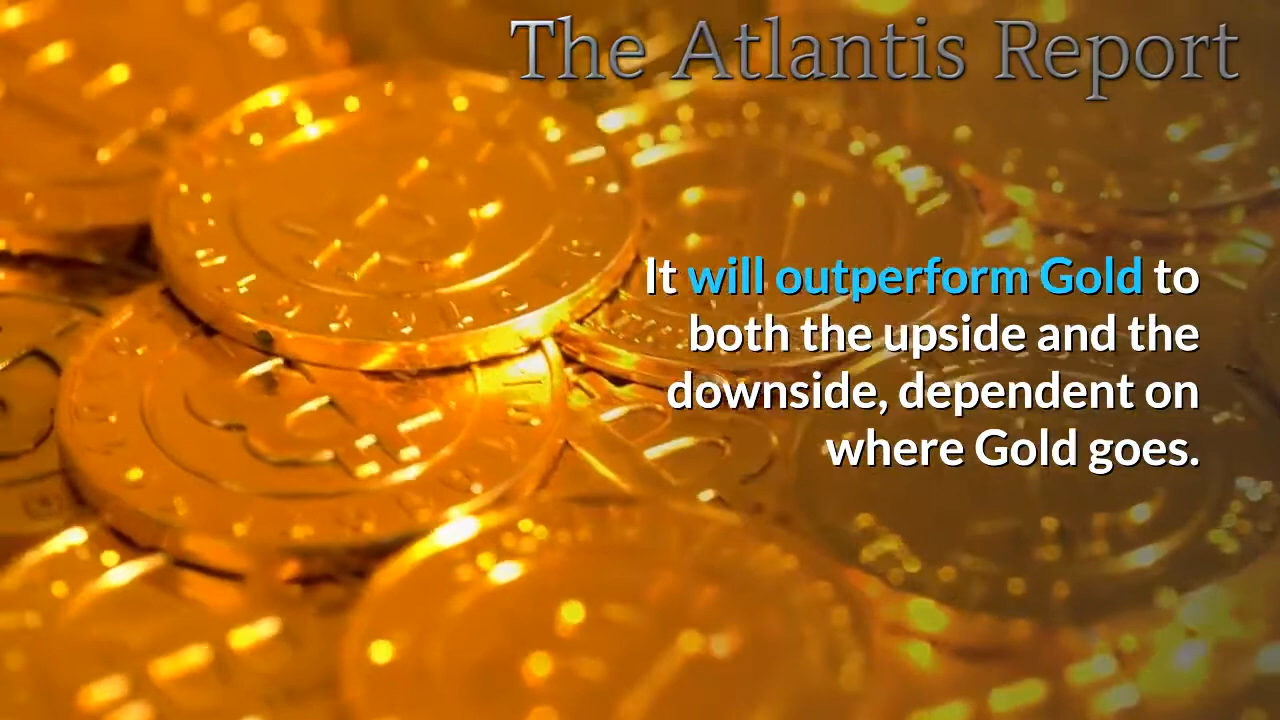 The Atlantis Report
It will outperform Gold to
both the upside and the
downside, dependent on
where Gold goes.